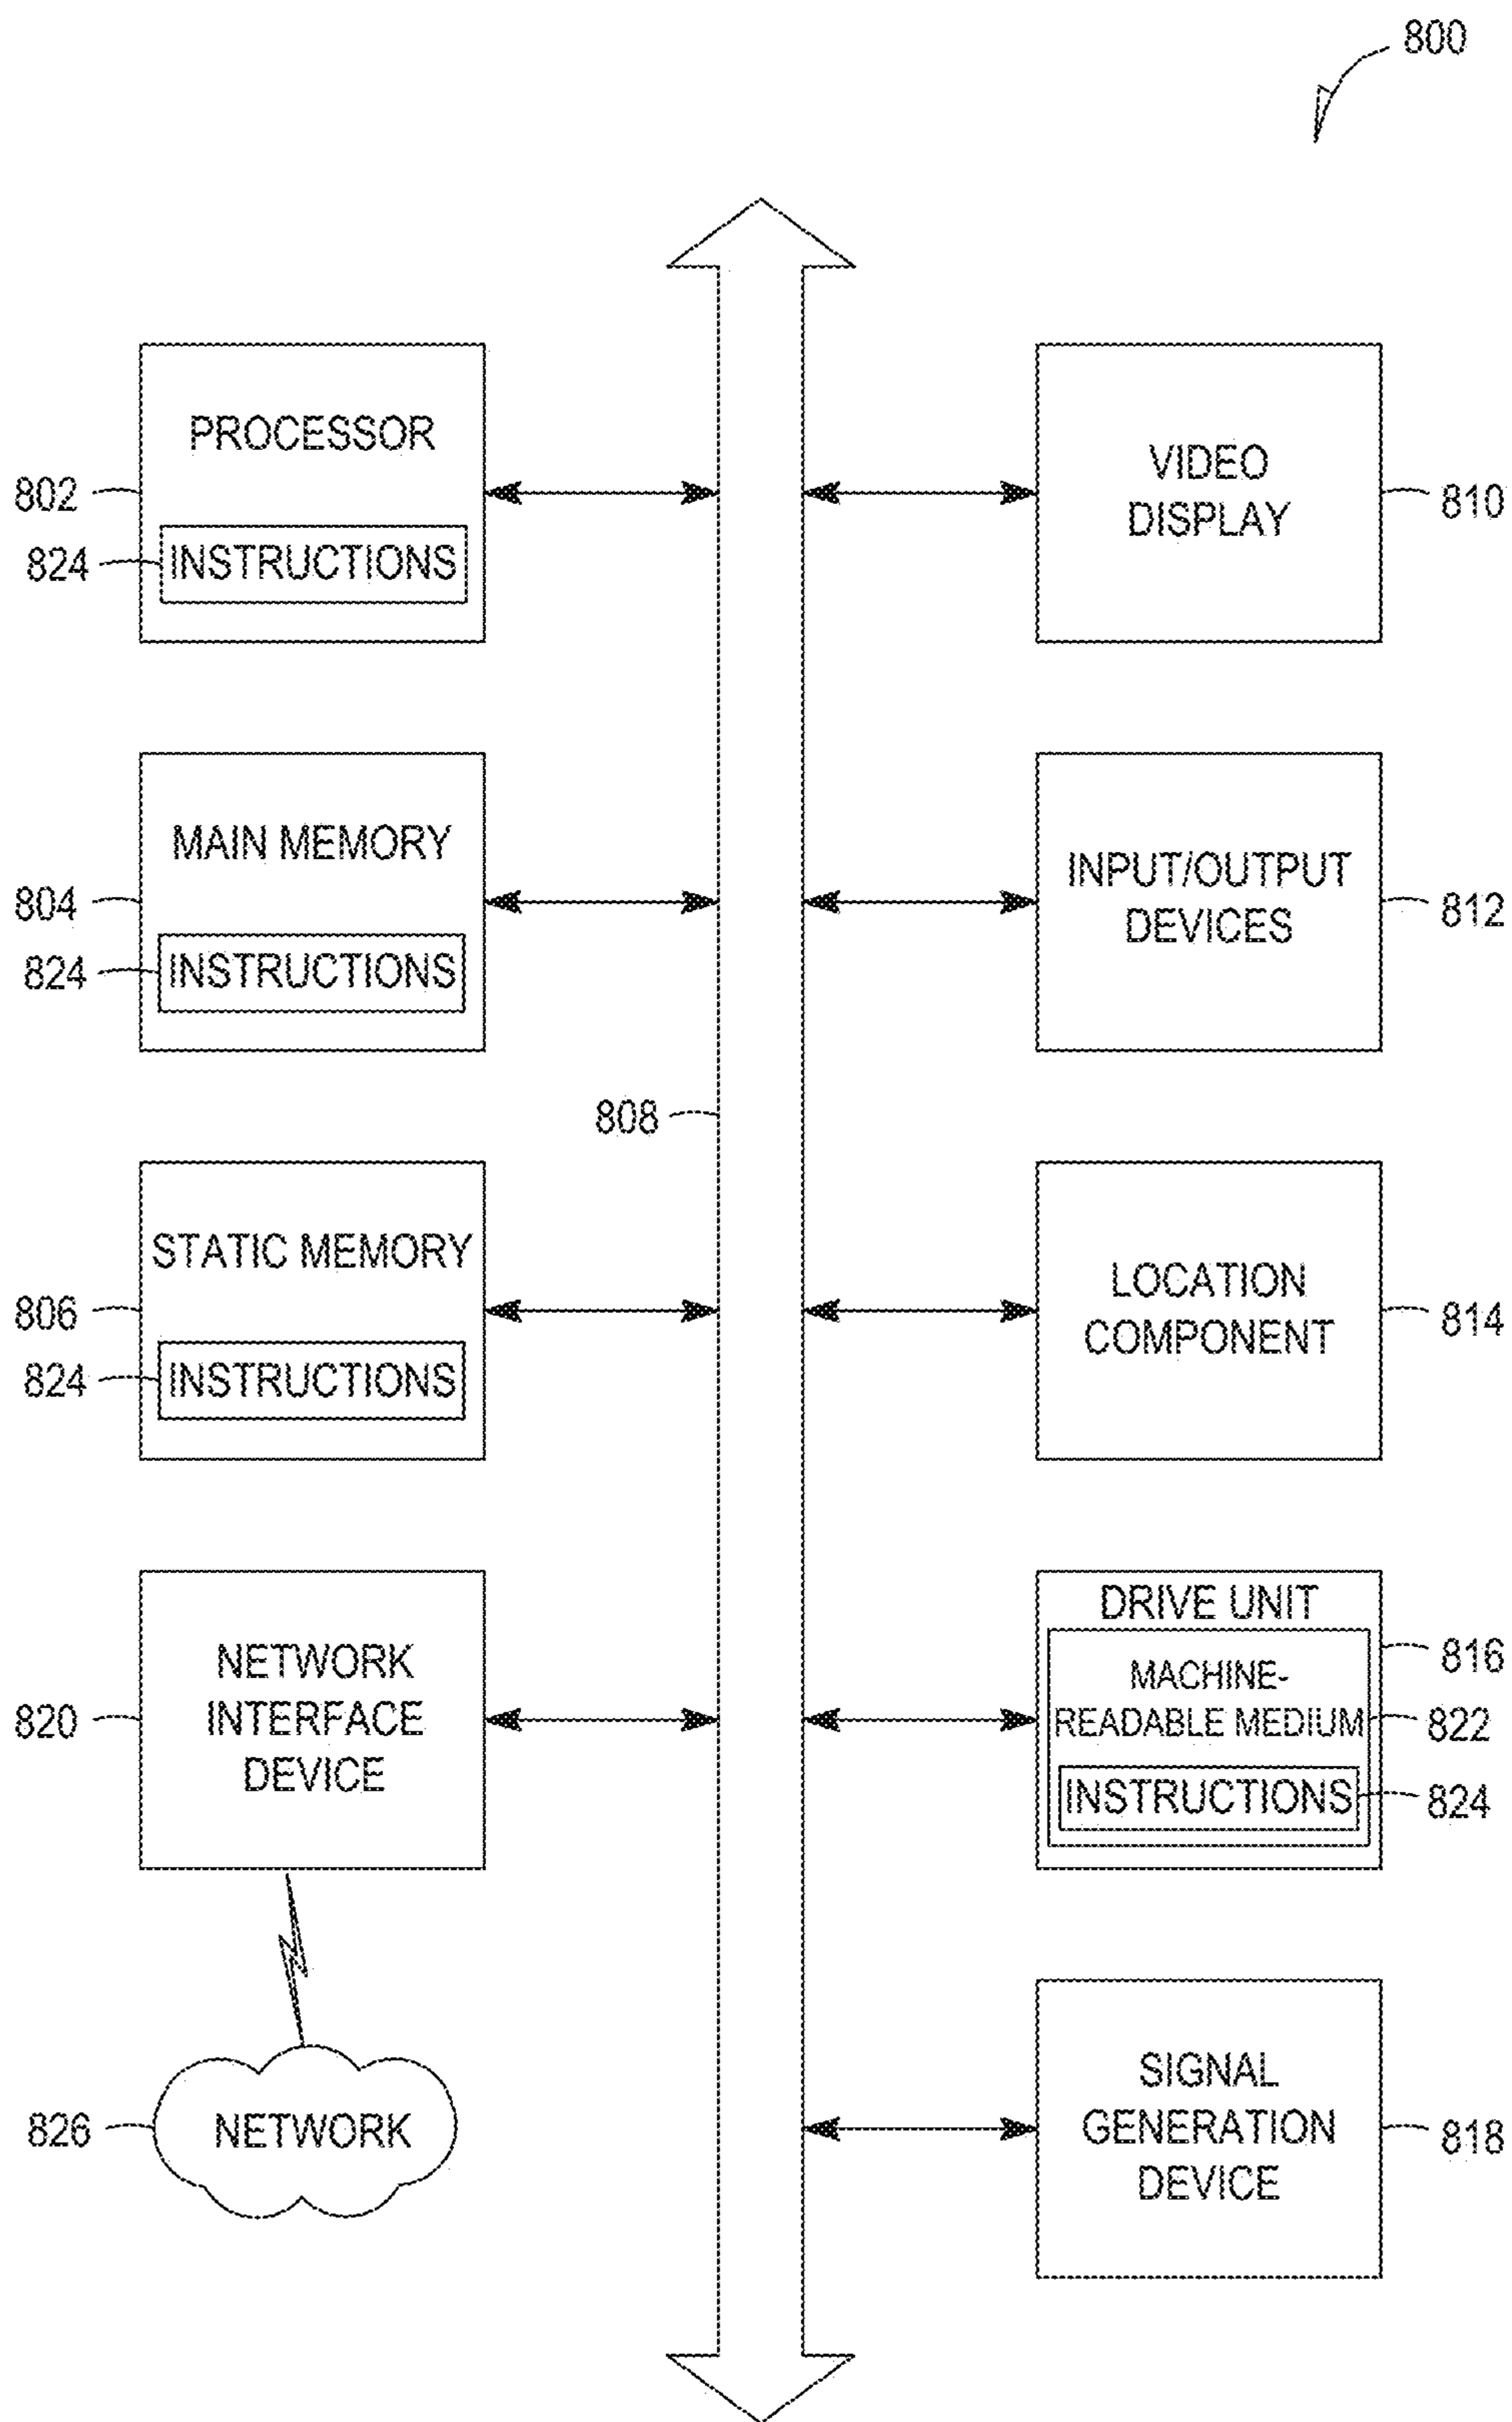 800
PROCESSOR
802
824
INSTRUCTIONS
VIDEO
DISPLAY
810
MAIN MEMORY
804
824
INSTRUCTIONS
INPUT/OUTPUT
DEVICES
812
808
STATIC MEMORY
806
824
INSTRUCTIONS
LOCATION
COMPONENT
814
NETWORK
INTERFACE
DEVICE
820
DRIVE UNIT
816
MACHINE-
READABLE MEDIUM
822
INSTRUCTIONS
824
826
NETWORK
SIGNAL
GENERATION
DEVICE
818